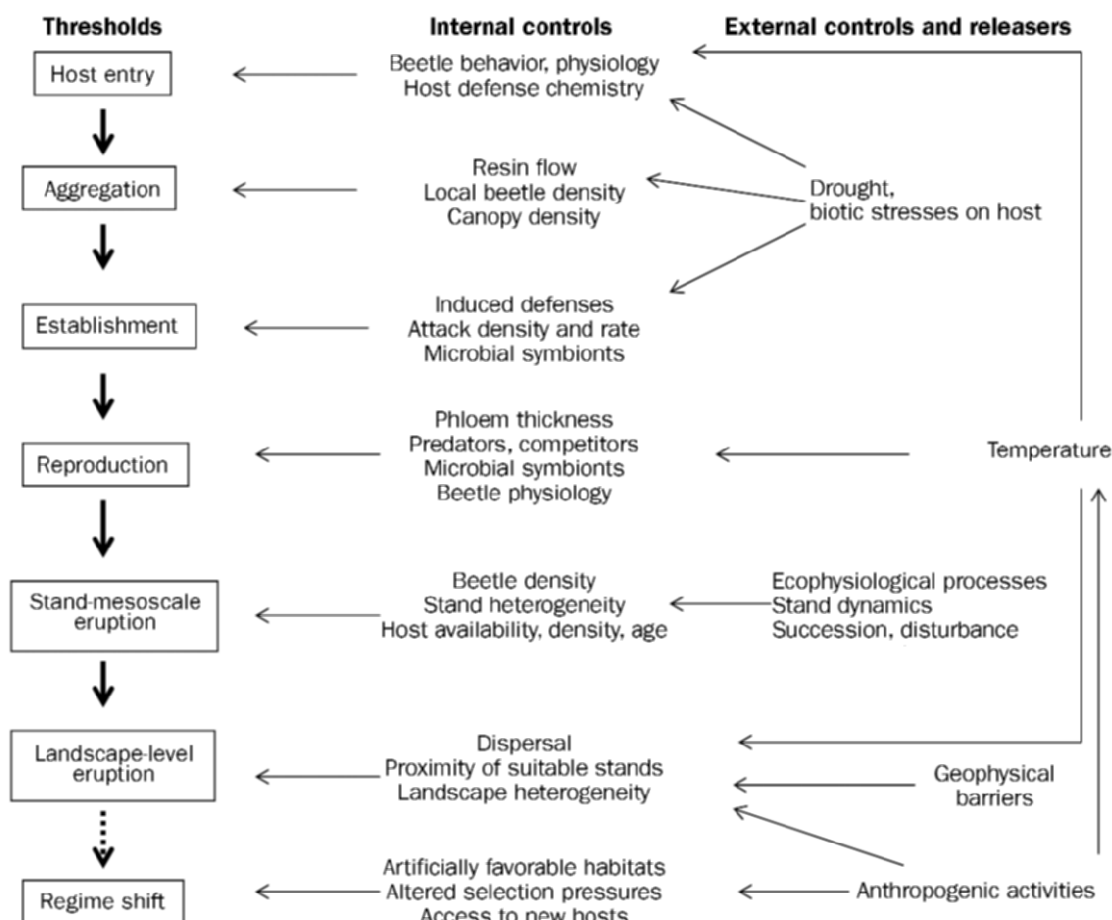 Thresholds
Internal controls
External controls and releasers
Host entry
Beetle behavior, physiology
Host defense chemistry
Aggregation
Resin flow
Local beetle density
Canopy density
Drought,
biotic stresses on host
Establishment
Induced defenses
Attack density and rate
Microbial symbionts
Reproduction
Phloem thickness
Predators, competitors
Microbial symbionts
Beetle physiology
Temperature
Stand-mesoscale
eruption
Beetle density
Stand heterogeneity
Host availability, density, age
Ecophysiological processes
Stand dynamics
Succession, disturbance
Landscape-level
eruption
Dispersal
Proximity of suitable stands
Landscape heterogeneity
Geophysical
barriers
Regime shift
Artificially favorable habitats
Altered selection pressures
Access to new hosts
Anthropogenic activities